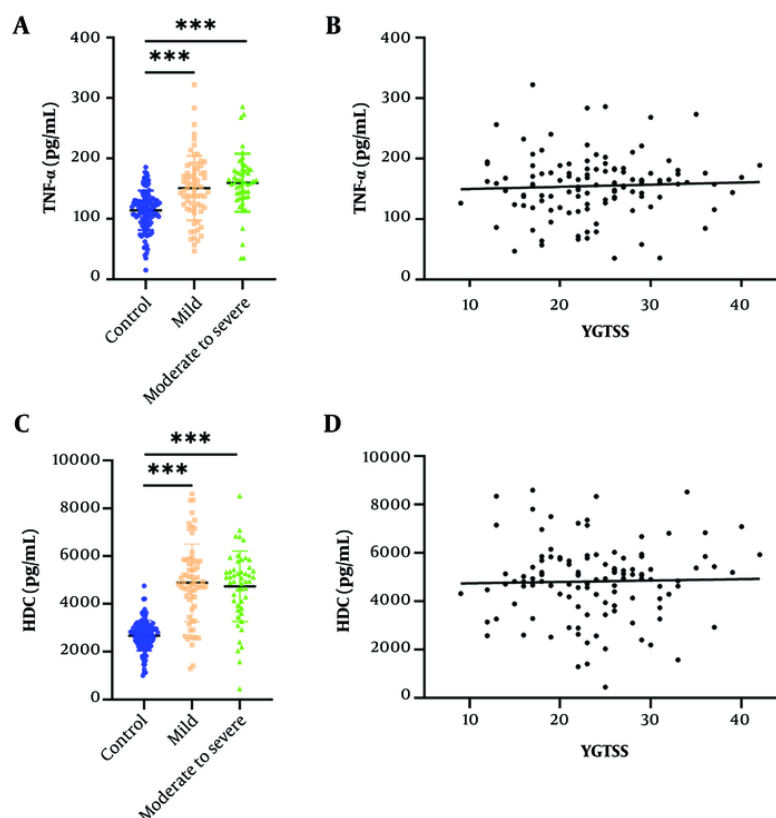 A
***
***
TNF-α (pg/mL)
400
300
200
100
0
Control
Mild
Moderate to severe
B
TNF-α (pg/mL)
400
300
200
100
0
10
20
30
40
YGTSS
C
***
***
HDC (pg/mL)
10000
8000
6000
4000
2000
0
Control
Mild
Moderate to severe
D
HDC (pg/mL)
10000
8000
6000
4000
2000
0
10
20
30
40
YGTSS